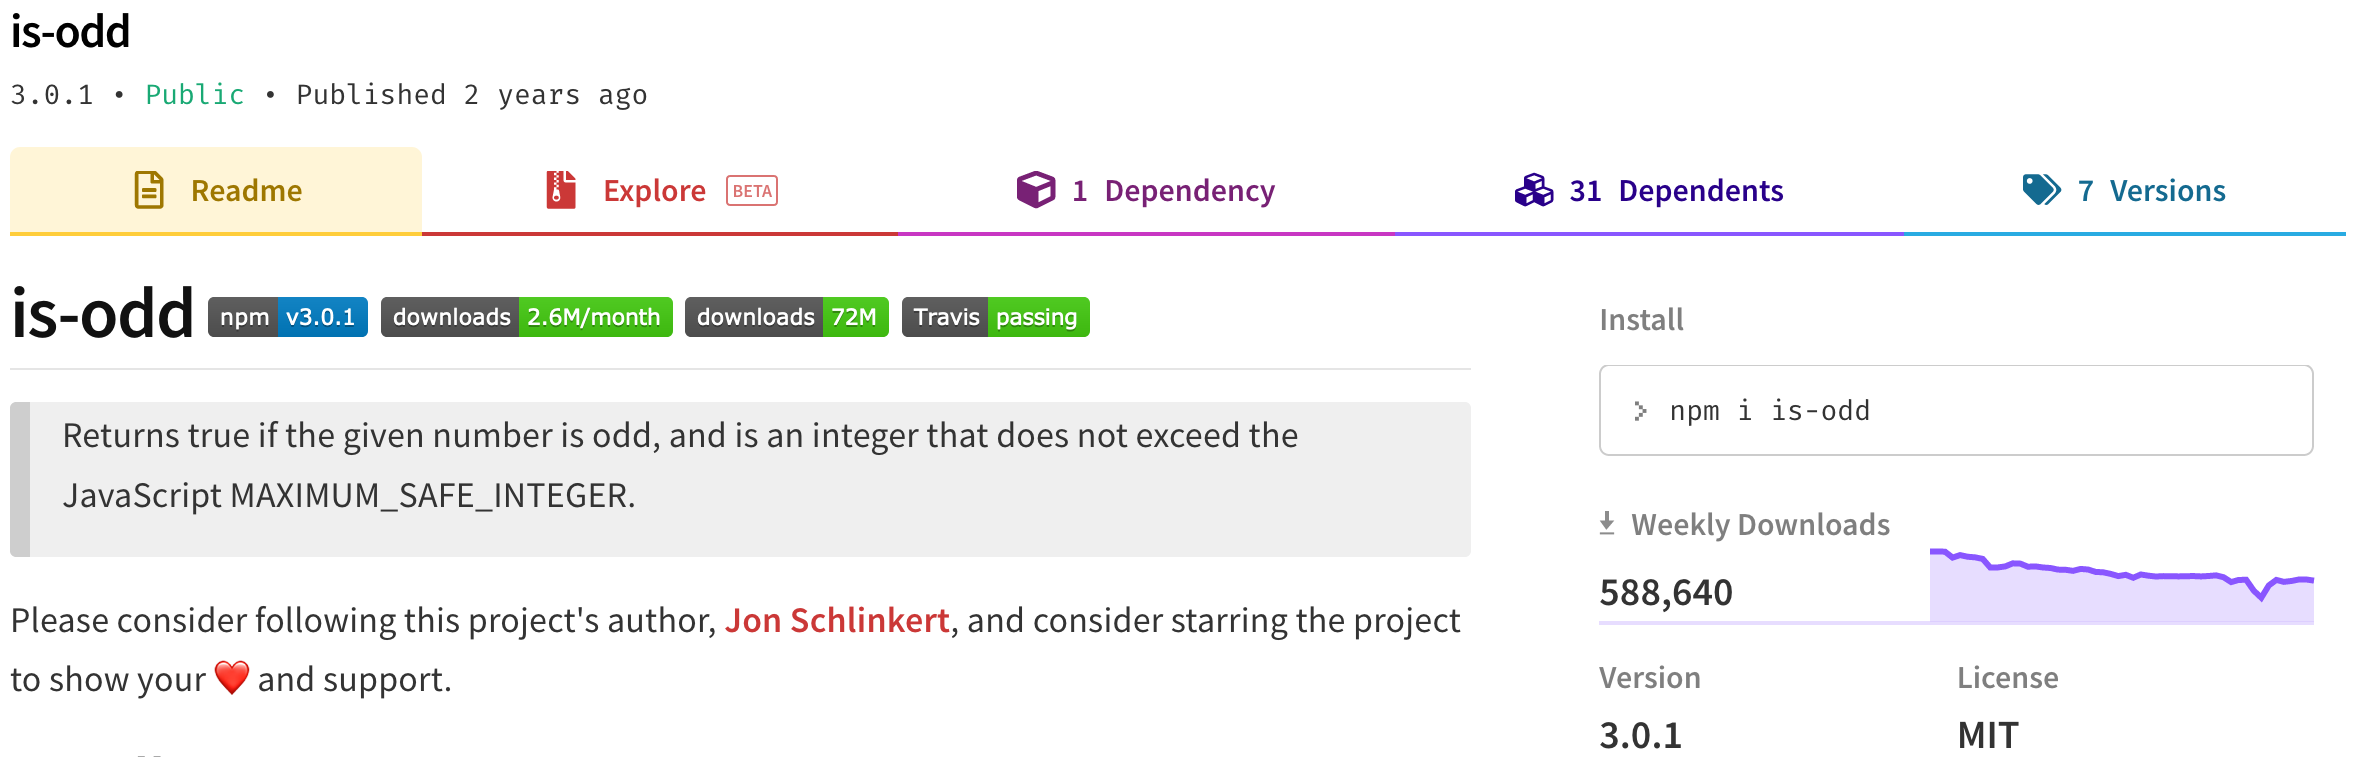 is-odd
3.0.1 • Public • Published 2 years ago
Readme
Explore BETA
1 Dependency
31 Dependents
7 Versions
is-odd npm v3.0.1 downloads 2.6M/month downloads 72M Travis passing
Returns true if the given number is odd, and is an integer that does not exceed the
JavaScript MAXIMUM_SAFE_INTEGER.
Please consider following this project's author, Jon Schlinkert, and consider starring the project
to show your ❤️ and support.
Install
> npm i is-odd
Weekly Downloads
588,640
Version
3.0.1
License
MIT